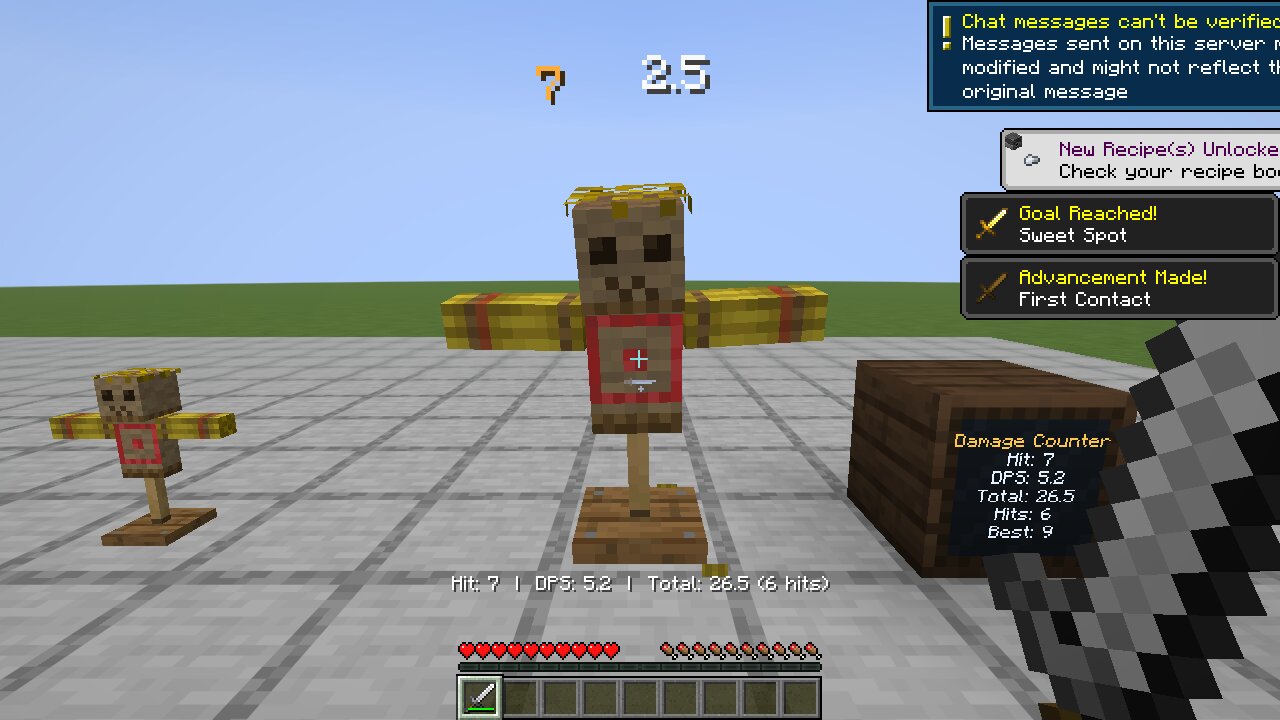 Chat messages can't be verified
Messages sent on this server
modified and might not reflect
original message
New Recipe(s)
Check your recipe
Goal Reached!
Sweet Spot
Advancement Made!
First Contact
7 2.5
Damage Counter
Hit: 7
DPS: 5.2
Total: 26.5
Hits: 6
Best: 9
Hit: 7 | DPS: 5.2 | Total: 26.5 (6 hits)